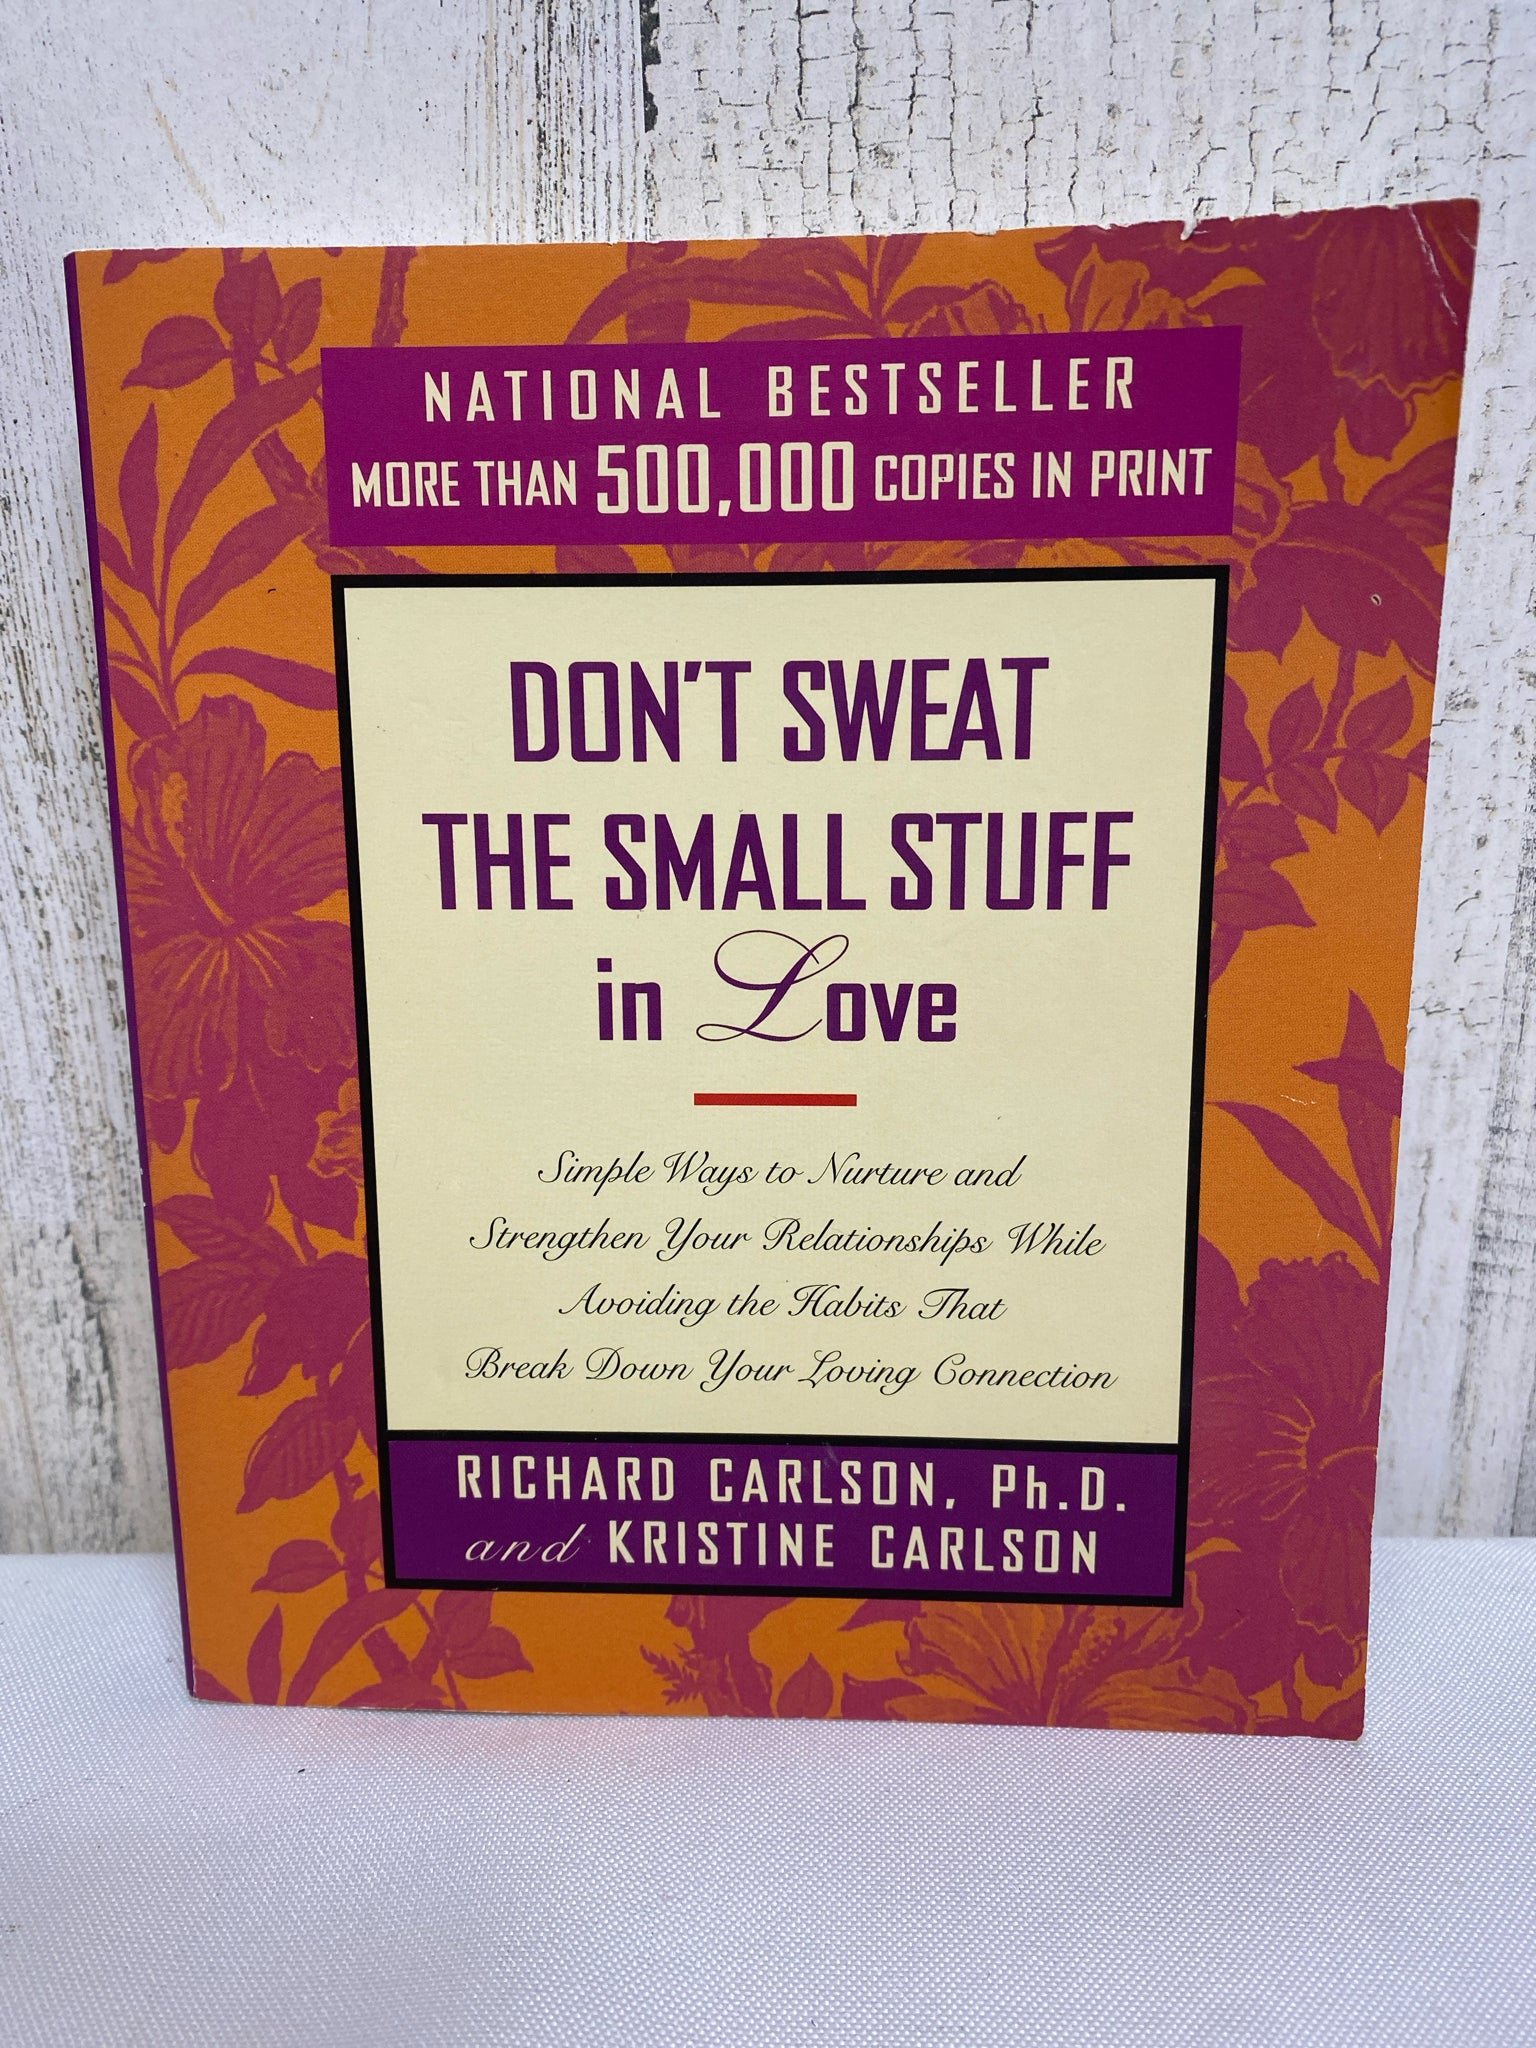 NATIONAL BESTSELLER
MORE THAN 500,000 COPIES IN PRINT
DON'T SWEAT
THE SMALL STUFF
in Love
Simple Ways to Nurture and
Strengthen Your Relationships While
Avoiding the Habits That
Break Down Your Loving Connection
RICHARD CARLSON, Ph.D.
and KRISTINE CARLSON